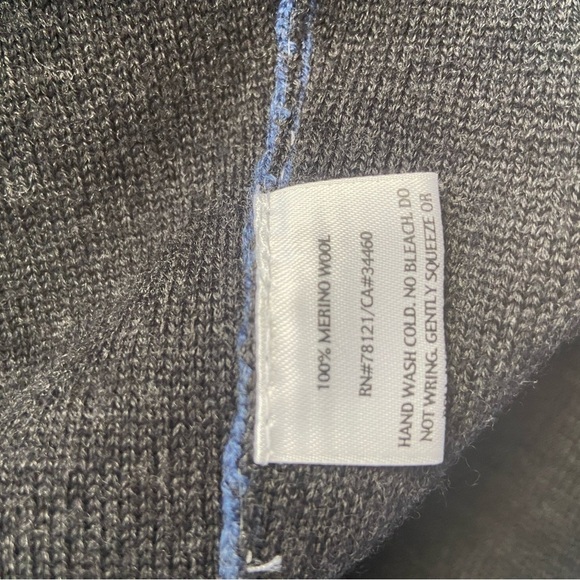 100% MERINO WOOL
RN#78121/CA#34460
HAND WASH COLD. NO BLEACH. DO
NOT WRING. GENTLY SQUEEZE OR